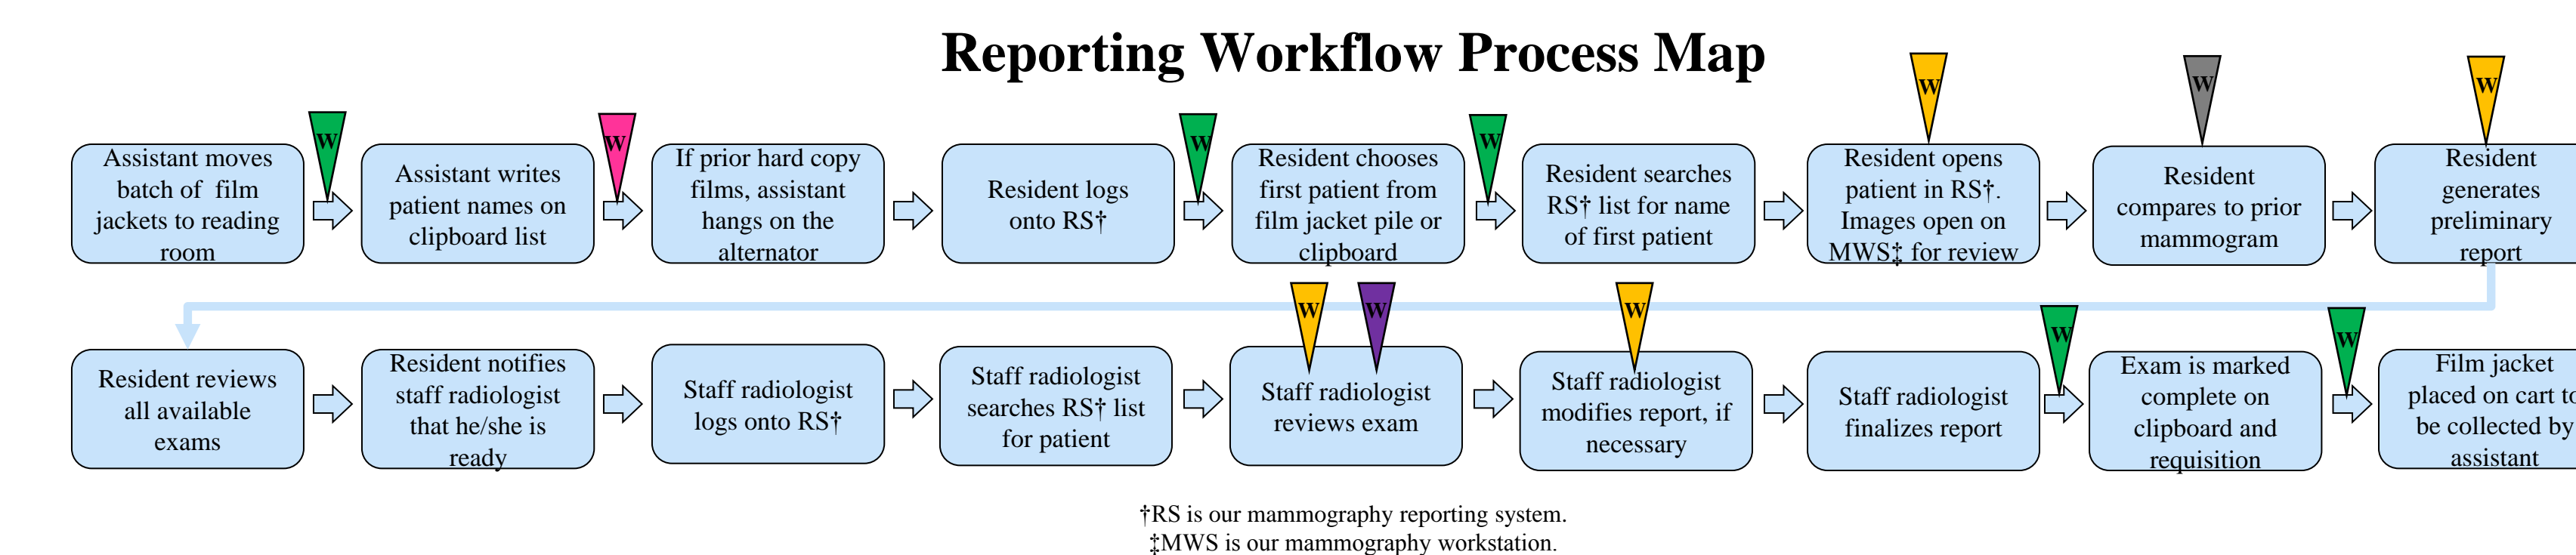 Reporting Workflow Process Map
W
W
W
W
W
W
W
Assistant moves
batch of film
jackets to reading
room
Assistant writes
patient names on
clipboard list
If prior hard copy
films, assistant
hangs on the
alternator
Resident logs
onto RS†
Resident chooses
first patient from
film jacket pile or
clipboard
Resident searches
RS† list for name
of first patient
Resident opens
patient in RS†.
Images open on
MWS‡ for review
Resident
compares to prior
mammogram
Resident
generates
preliminary
report
W
W
W
W
W
Resident reviews
all available
exams
Resident notifies
staff radiologist
that he/she is
ready
Staff radiologist
logs onto RS†
Staff radiologist
searches RS† list
for patient
Staff radiologist
reviews exam
Staff radiologist
modifies report, if
necessary
Staff radiologist
finalizes report
Exam is marked
complete on
clipboard and
requisition
Film jacket
placed on cart to
be collected by
assistant
†RS is our mammography reporting system.
‡MWS is our mammography workstation.